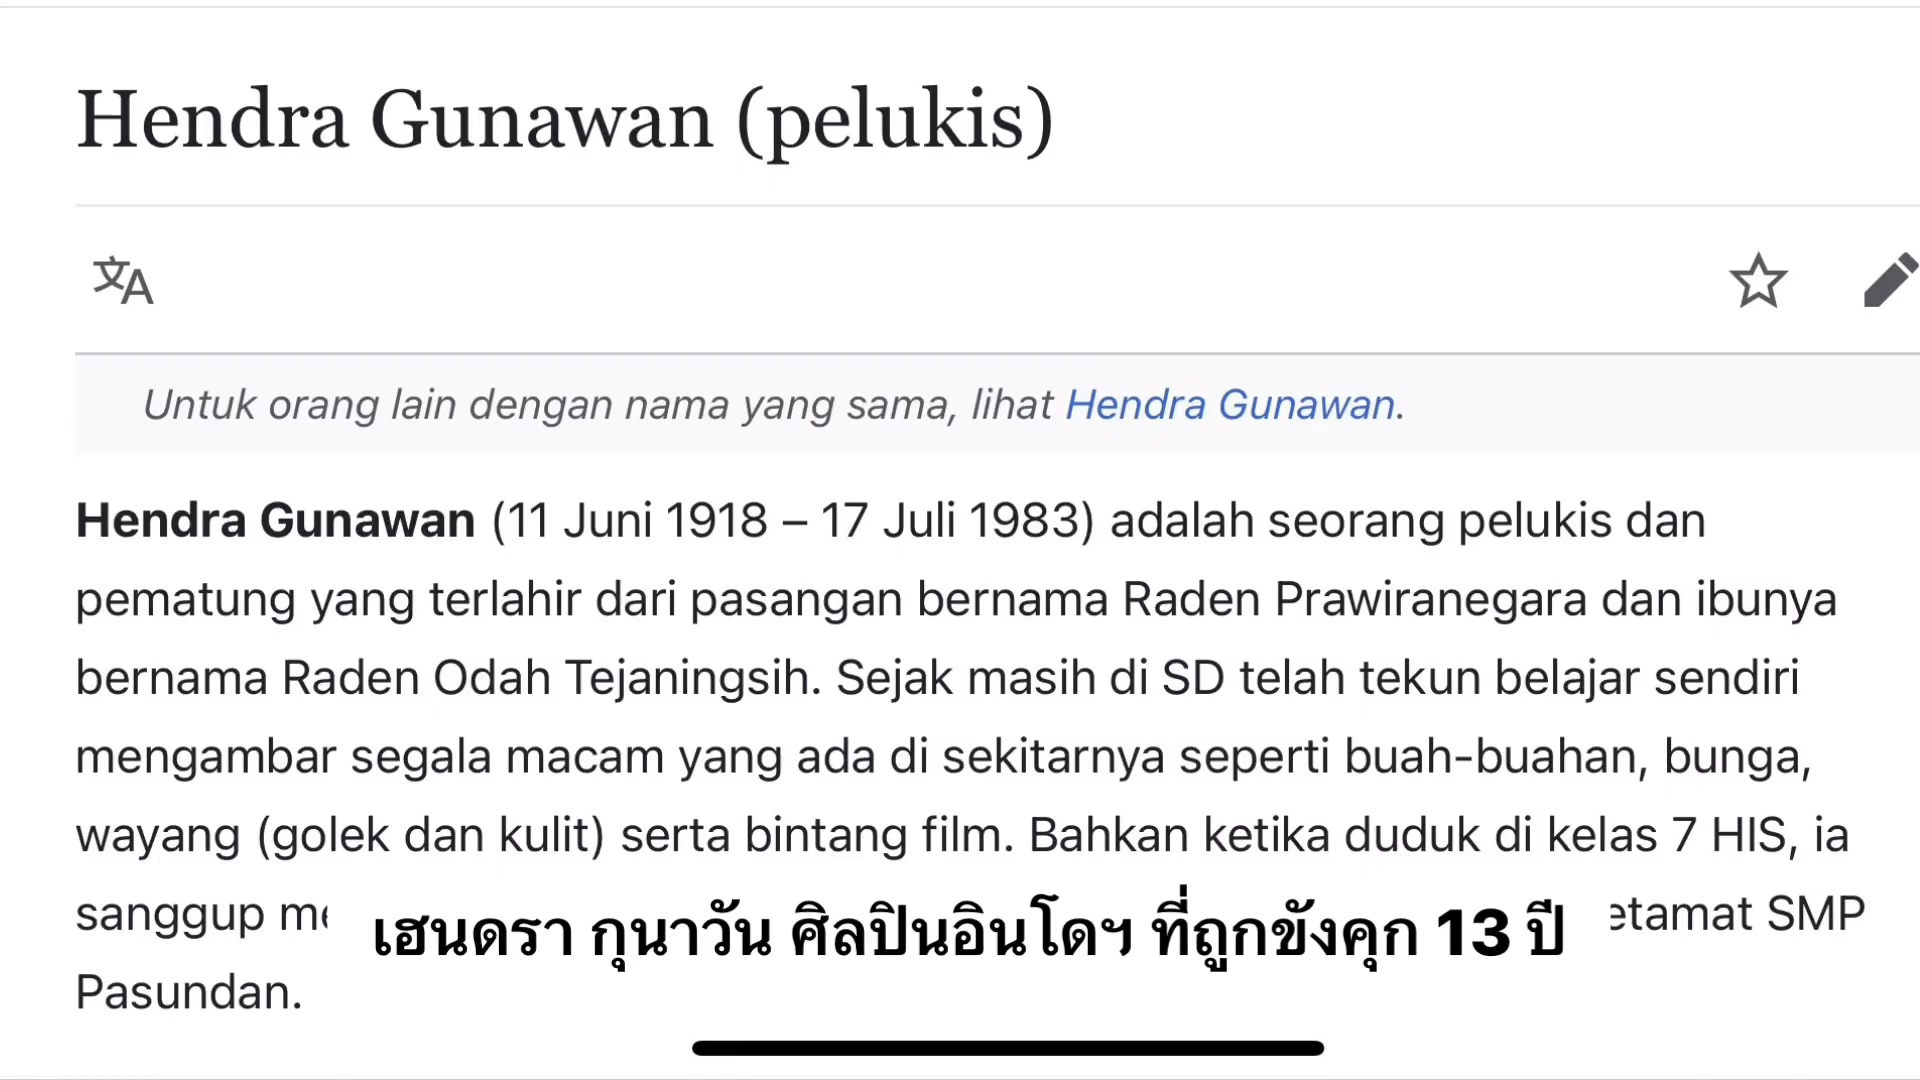 Hendra Gunawan (pelukis)
Untuk orang lain dengan nama yang sama, lihat Hendra Gunawan.
Hendra Gunawan (11 Juni 1918 – 17 Juli 1983) adalah seorang pelukis dan
pematung yang terlahir dari pasangan bernama Raden Prawiranegara dan ibunya
bernama Raden Odah Tejaningsih. Sejak masih di SD telah tekun belajar sendiri
mengambar segala macam yang ada di sekitarnya seperti buah-buahan, bunga,
wayang (golek dan kulit) serta bintang film. Bahkan ketika duduk di kelas 7 HIS, ia
sanggup SMP
เฮนดรา กุนาวัน ศิลปินอินโดฯ ที่ถูกขังคุก 13 ปี
Pasundan.